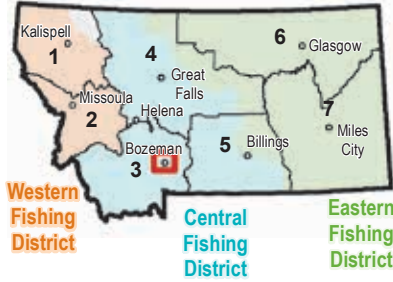 Kalispell
1
4
6
Glasgow
Great
Falls
Missoula
2
Helena
7
Miles
City
Bozeman
3
5
Billings
Western
Fishing
District
Central
Fishing
District
Eastern
Fishing
District